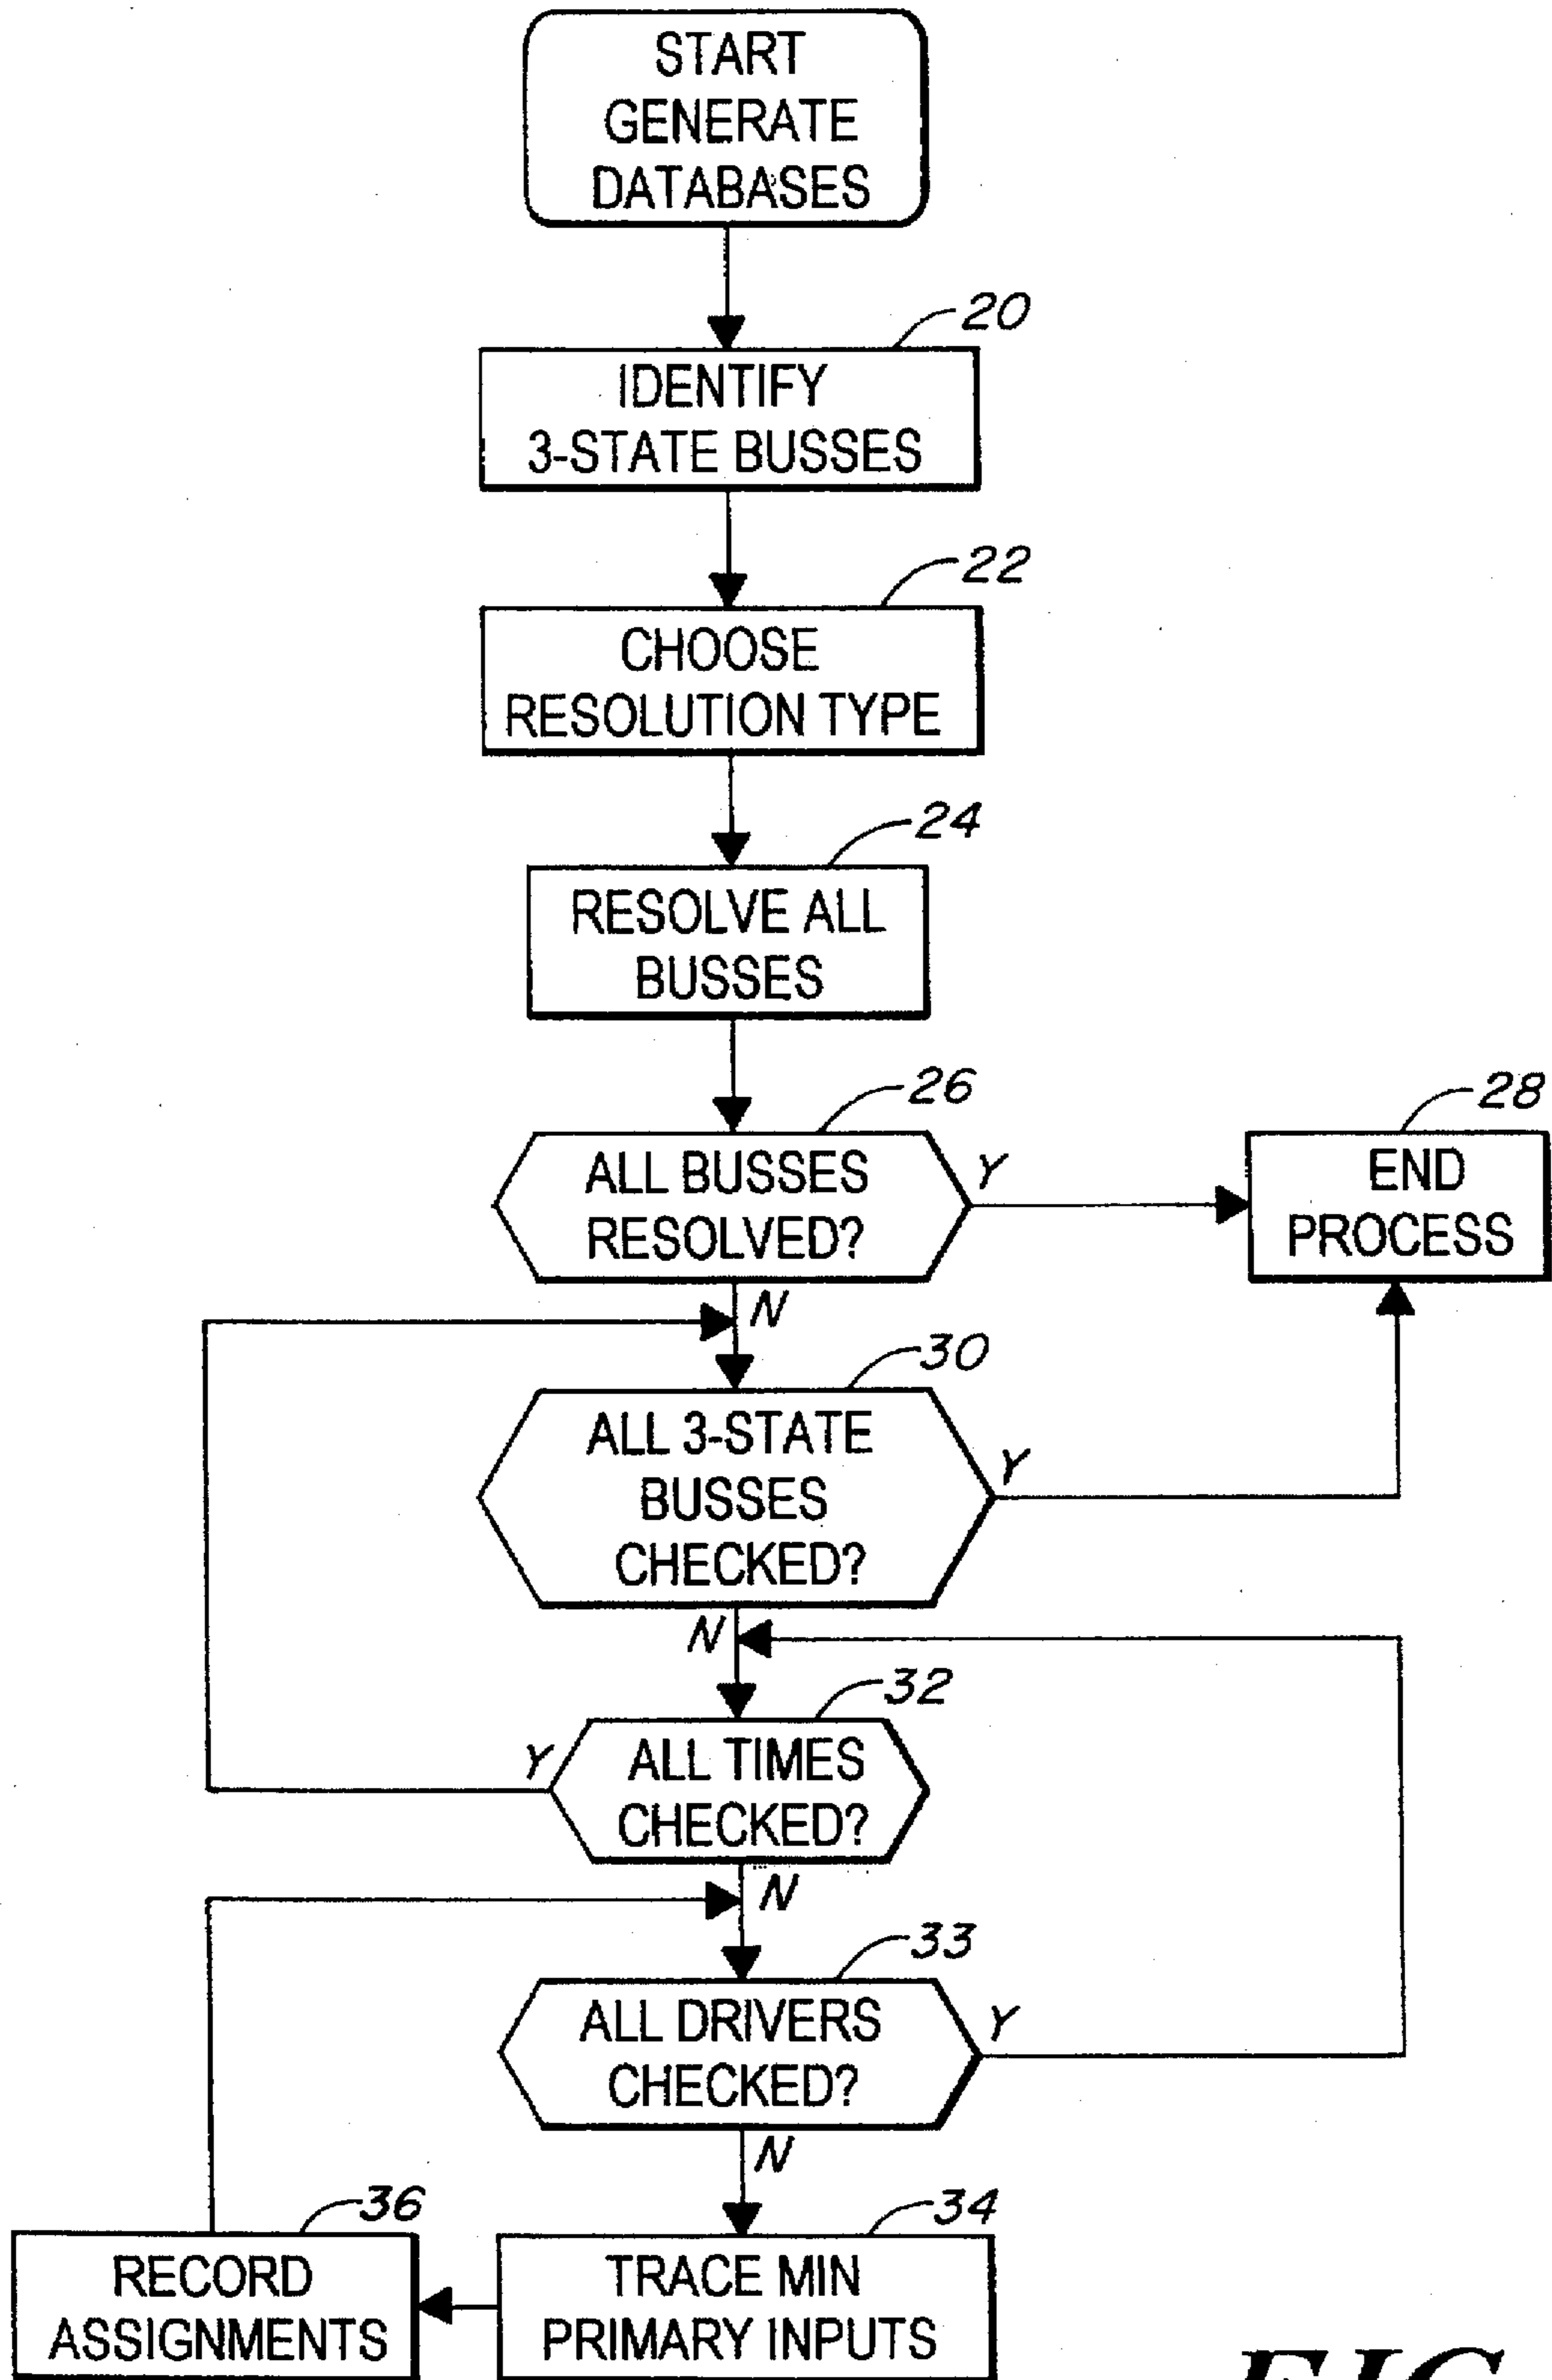 START
GENERATE
DATABASES
20
IDENTIFY
3-STATE BUSSES
22
CHOOSE
RESOLUTION TYPE
24
RESOLVE ALL
BUSSES
26
ALL BUSSES
RESOLVED?
Y
28
END
PROCESS
N
30
ALL 3-STATE
BUSSES
CHECKED?
Y
N
32
Y
ALL TIMES
CHECKED?
N
33
ALL DRIVERS
CHECKED?
Y
N
36
RECORD
ASSIGNMENTS
34
TRACE MIN
PRIMARY INPUTS